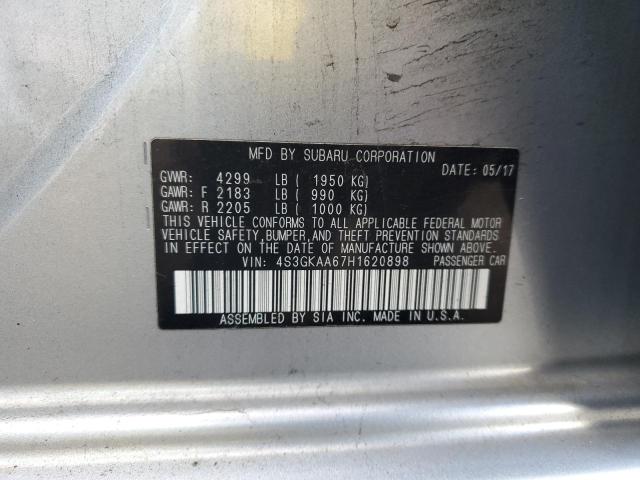 MFD BY SUBARU CORPORATION
DATE: 05/17
GVWR: 4299 LB ( 1950 KG)
GAWR: F 2183 LB ( 990 KG)
GAWR: R 2205 LB ( 1000 KG)
THIS VEHICLE CONFORMS TO ALL APPLICABLE FEDERAL MOTOR
VEHICLE SAFETY, BUMPER, AND THEFT PREVENTION STANDARDS
IN EFFECT ON THE DATE OF MANUFACTURE SHOWN ABOVE.
VIN: 4S3GKAA67H1620898 PASSENGER CAR
ASSEMBLED BY SIA INC. MADE IN U.S.A.